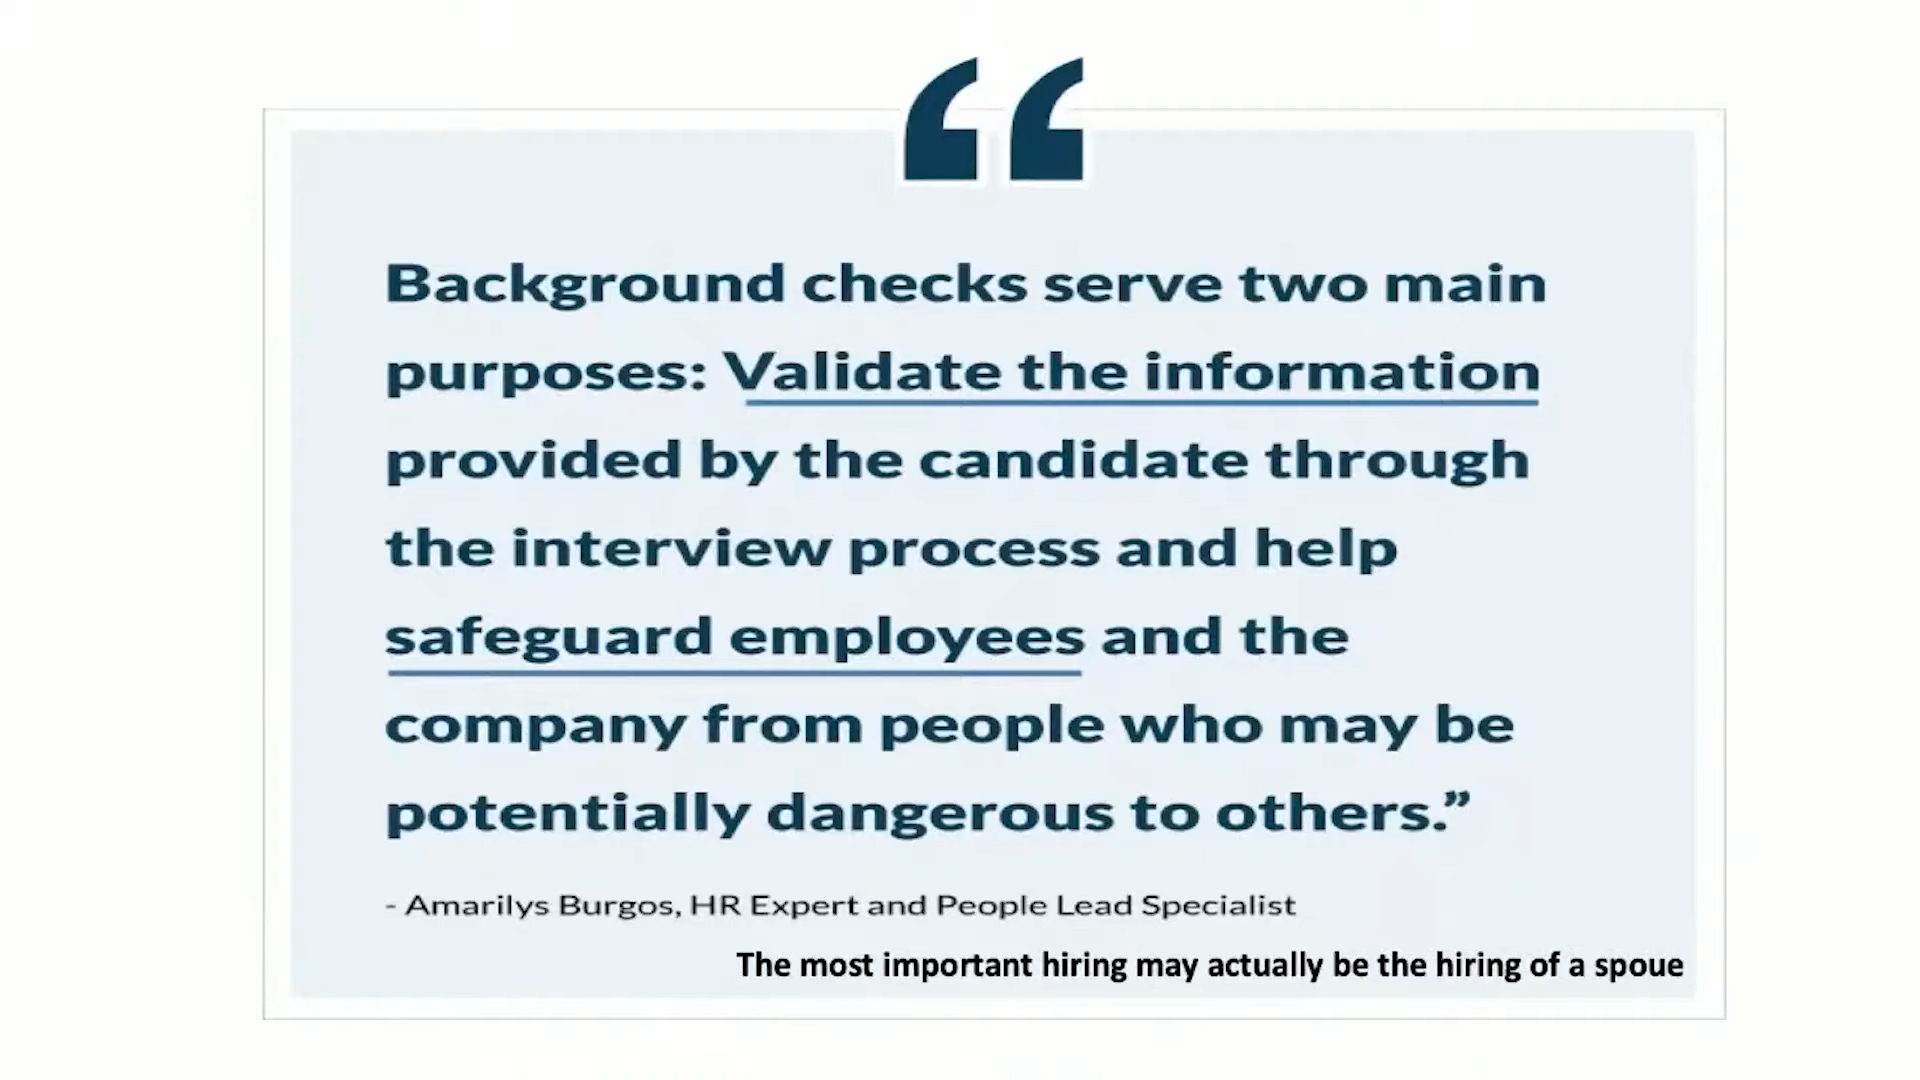 “
Background checks serve two main
purposes: Validate the information
provided by the candidate through
the interview process and help
safeguard employees and the
company from people who may be
potentially dangerous to others.”
- Amarilys Burgos, HR Expert and People Lead Specialist
The most important hiring may actually be the hiring of a spoue